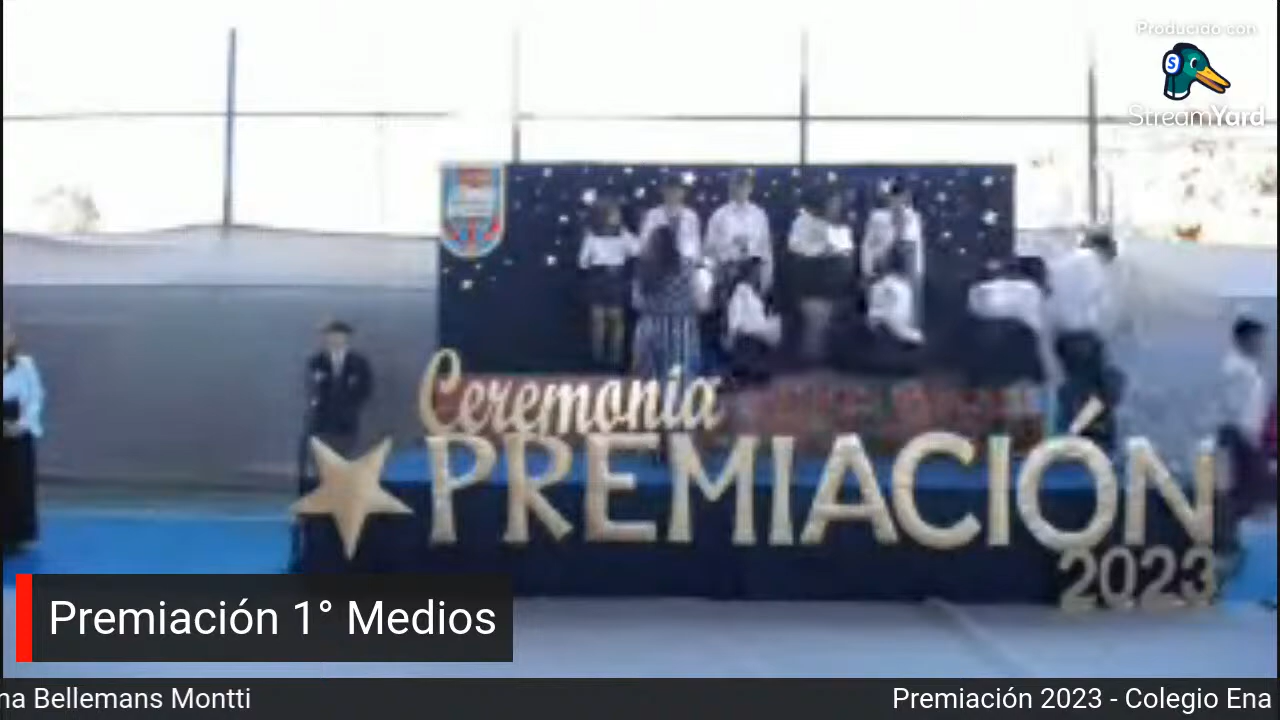 Producido con
StreamYard
Ceremonia
PREMIACIÓN
2023
Premiación 1° Medios
na Bellemans Montti
Premiación 2023 - Colegio Ena